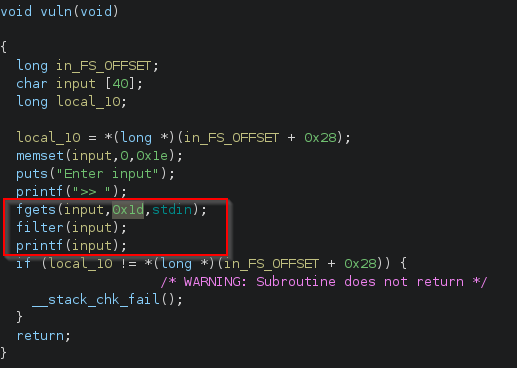 void vuln(void)
{
long in_FS_OFFSET;
char input [40];
long local_10;
local_10 = *(long *)(in_FS_OFFSET + 0x28);
memset(input,0,0x1e);
puts("Enter input");
printf(">> ");
fgets(input,0x1d,stdin);
filter(input);
printf(input);
if (local_10 != *(long *)(in_FS_OFFSET + 0x28)) {
/* WARNING: Subroutine does not return */
__stack_chk_fail();
}
return;
}